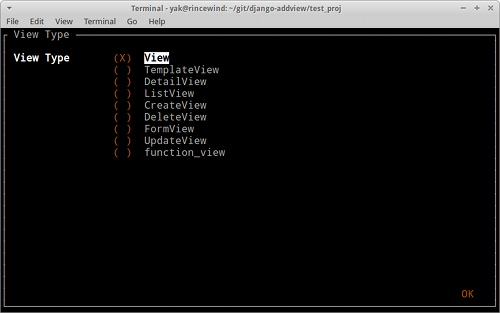 Terminal - yak@rincewind: ~/git/django-addview/test_proj
File Edit View Terminal Go Help
View Type
View Type (X) View
( ) TemplateView
( ) DetailView
( ) ListView
( ) CreateView
( ) DeleteView
( ) FormView
( ) UpdateView
( ) function_view
OK